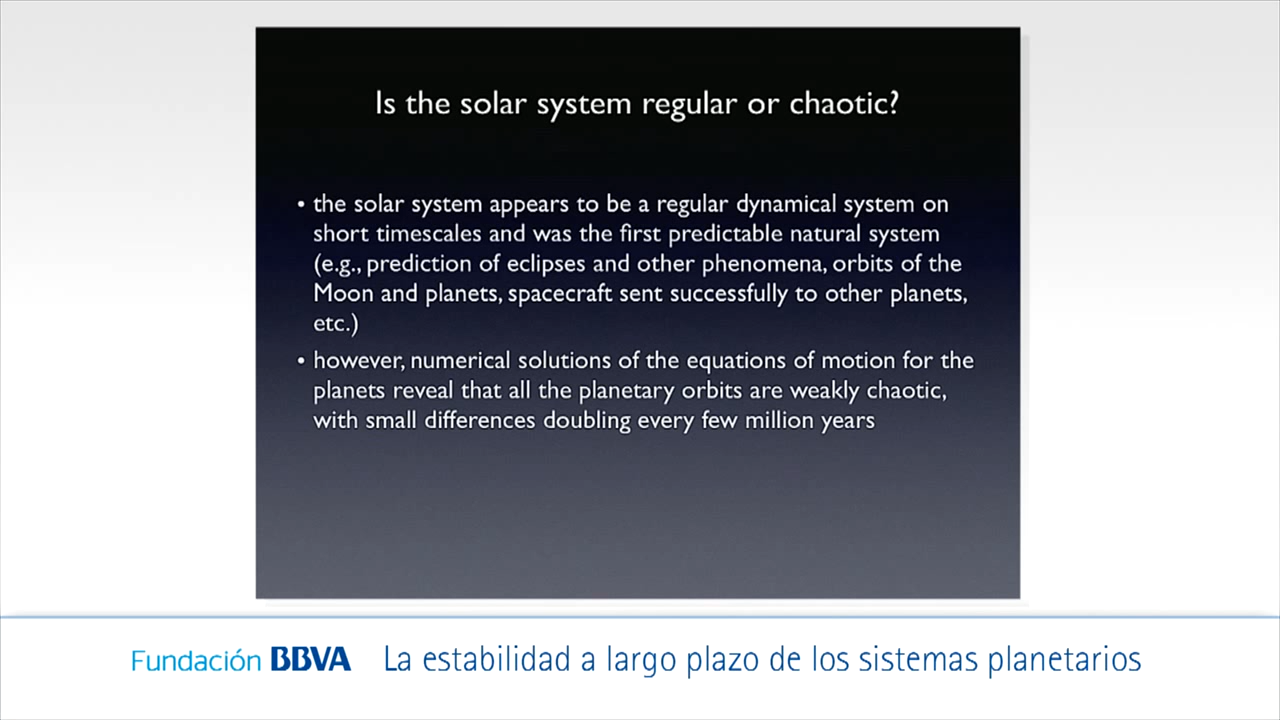 Is the solar system regular or chaotic?
• the solar system appears to be a regular dynamical system on
short timescales and was the first predictable natural system
(e.g., prediction of eclipses and other phenomena, orbits of the
Moon and planets, spacecraft sent successfully to other planets,
etc.)
• however, numerical solutions of the equations of motion for the
planets reveal that all the planetary orbits are weakly chaotic,
with small differences doubling every few million years
Fundación BBVA La estabilidad a largo plazo de los sistemas planetarios